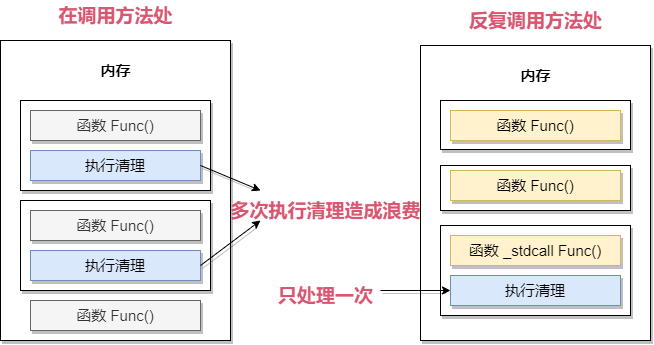 在调用方法处
内存
函数 Func()
执行清理
函数 Func()
执行清理
函数 Func()
多次执行清理造成浪费
只处理一次
反复调用方法处
内存
函数 Func()
函数 Func()
函数 _stdcall Func()
执行清理